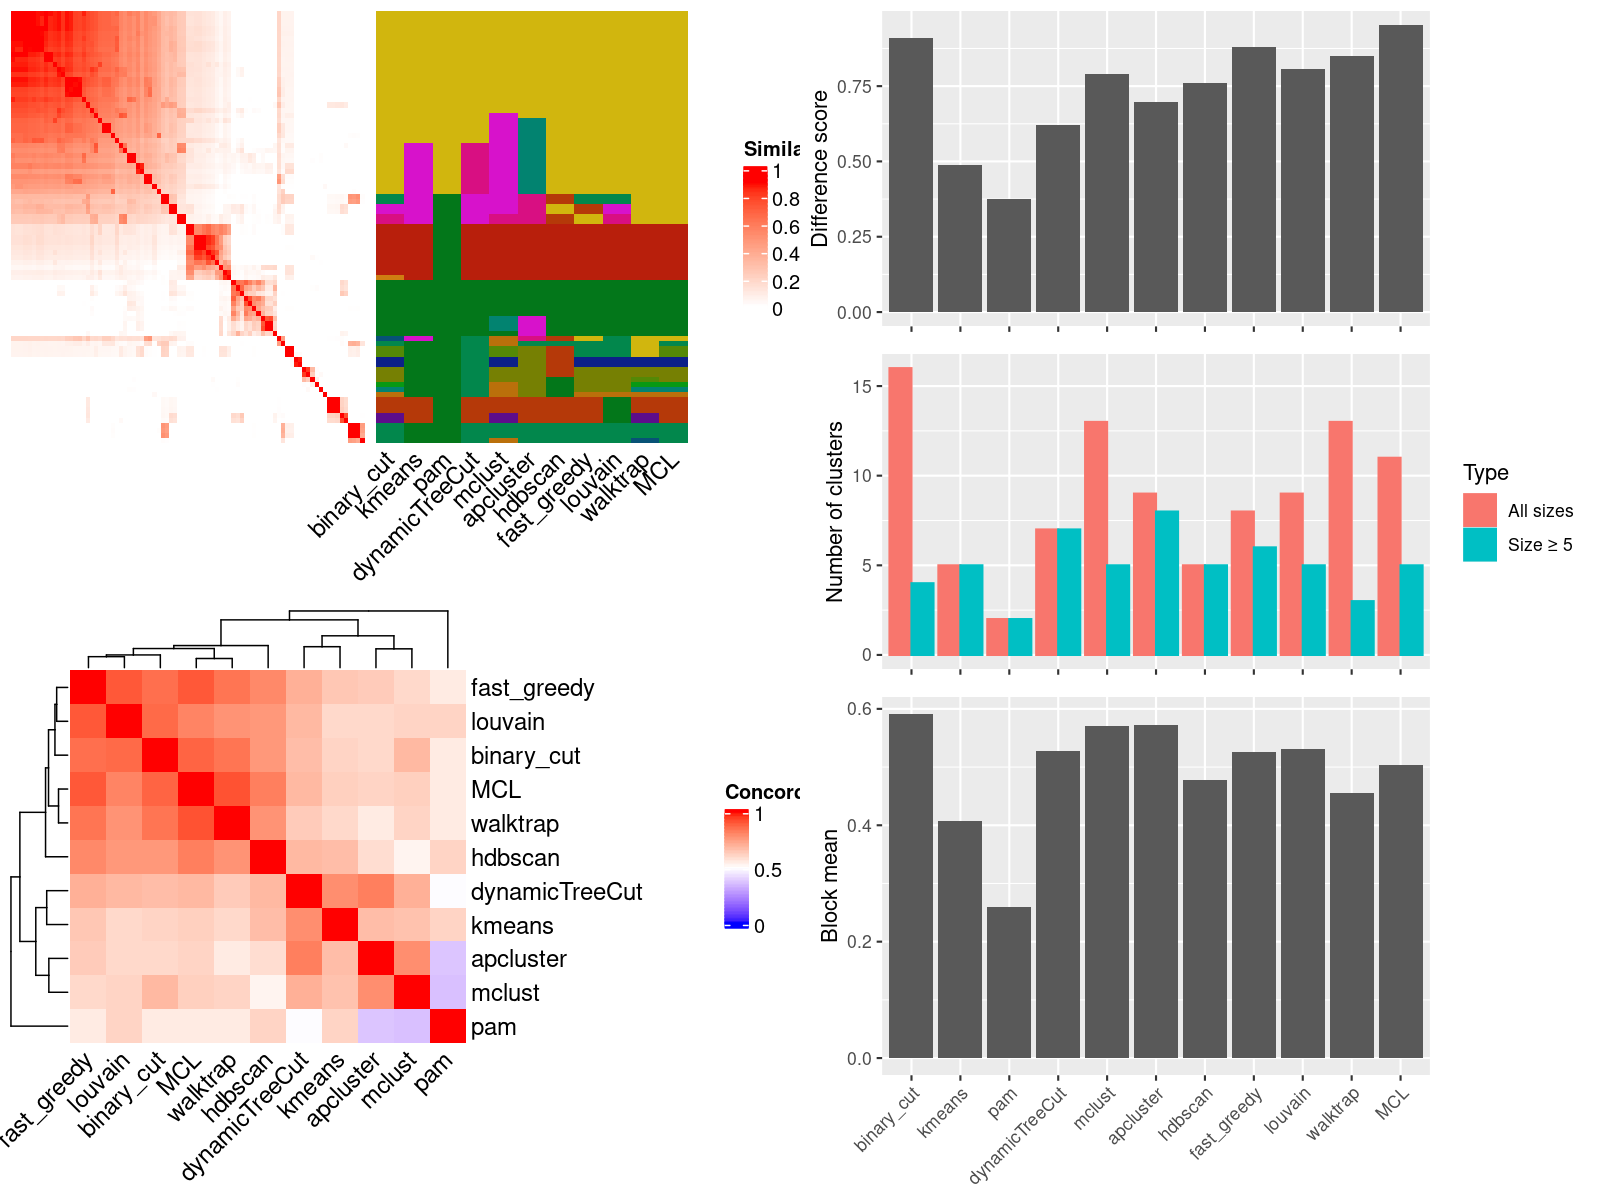 Simila
1
0.8
0.6
0.4
0.2
0
binary_cut
kmeans
pam
dynamicTreeCut
mclust
apcluster
hdbscan
fast_greedy
louvain
walktrap
MCL
fast_greedy
louvain
binary_cut
MCL
walktrap
hdbscan
dynamicTreeCut
kmeans
apcluster
mclust
pam
fast_greedy
louvain
binary_cut
MCL
walktrap
hdbscan
dynamicTreeCut
kmeans
apcluster
mclust
pam
Concord
1
0.5
0
Difference score
0.75
0.50
0.25
0.00
Number of clusters
15
10
5
0
Type
All sizes
Size ≥ 5
Block mean
0.6
0.4
0.2
0.0
binary_cut
kmeans
pam
dynamicTreeCut
mclust
apcluster
hdbscan
fast_greedy
louvain
walktrap
MCL